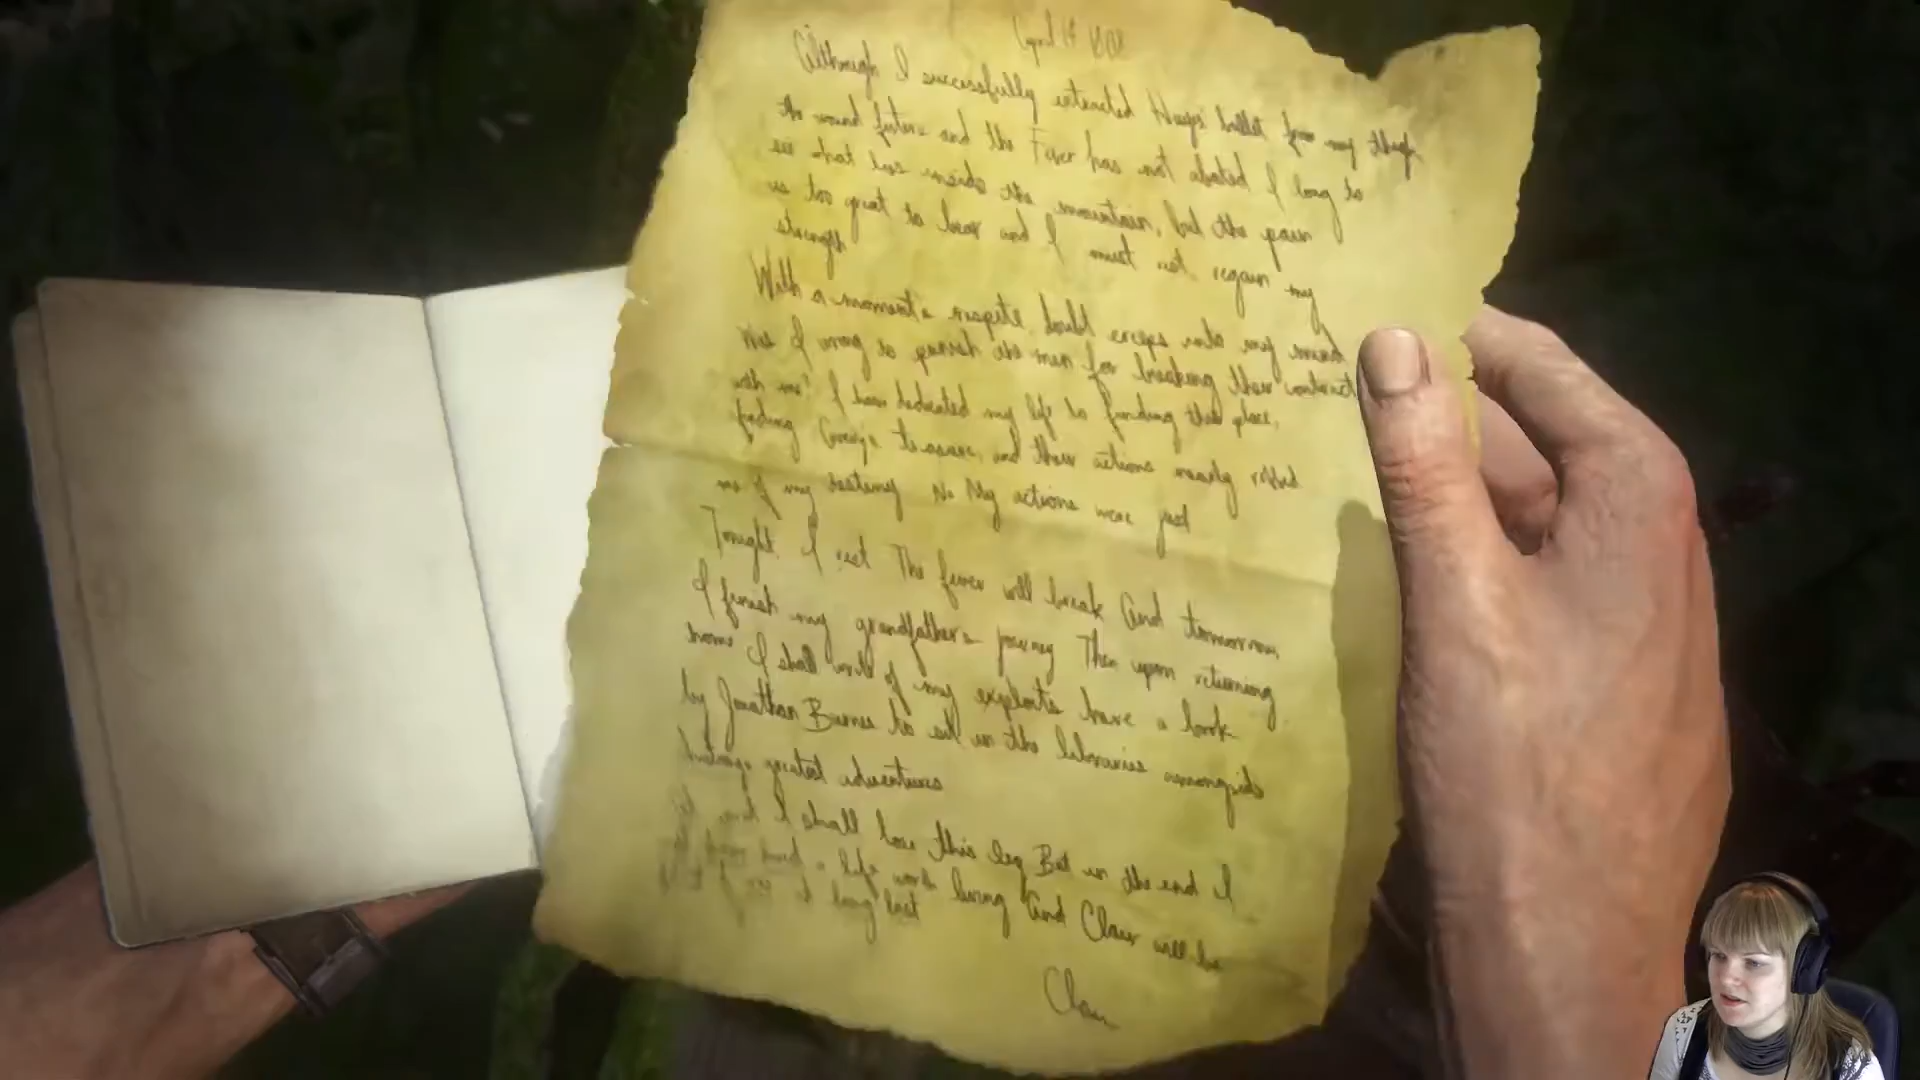 Although I successfully extracted Hugo's bullet from my thigh
the wound festers and the Fever has not abated I long to
see what lies inside the mountain, but the pain
is too great to bear and I must rest regain my
strength
With a moment's respite doubt creeps into my mind
Was I wrong to punish the men for breaking their contract
with me? I have dedicated my life to finding this place,
finding Avery's treasure, and their actions nearly robbed
me of my destiny No My actions were just
Tonight I rest The fever will break And tomorrow
I finish my grandfather's journey Then upon returning
home I shall write of my exploits have a book
by Jonathan Burnes to sit in the libraries amongst
history's greatest adventures
I shall lose this leg But in the end I
a life worth living And Claire will be
at long last